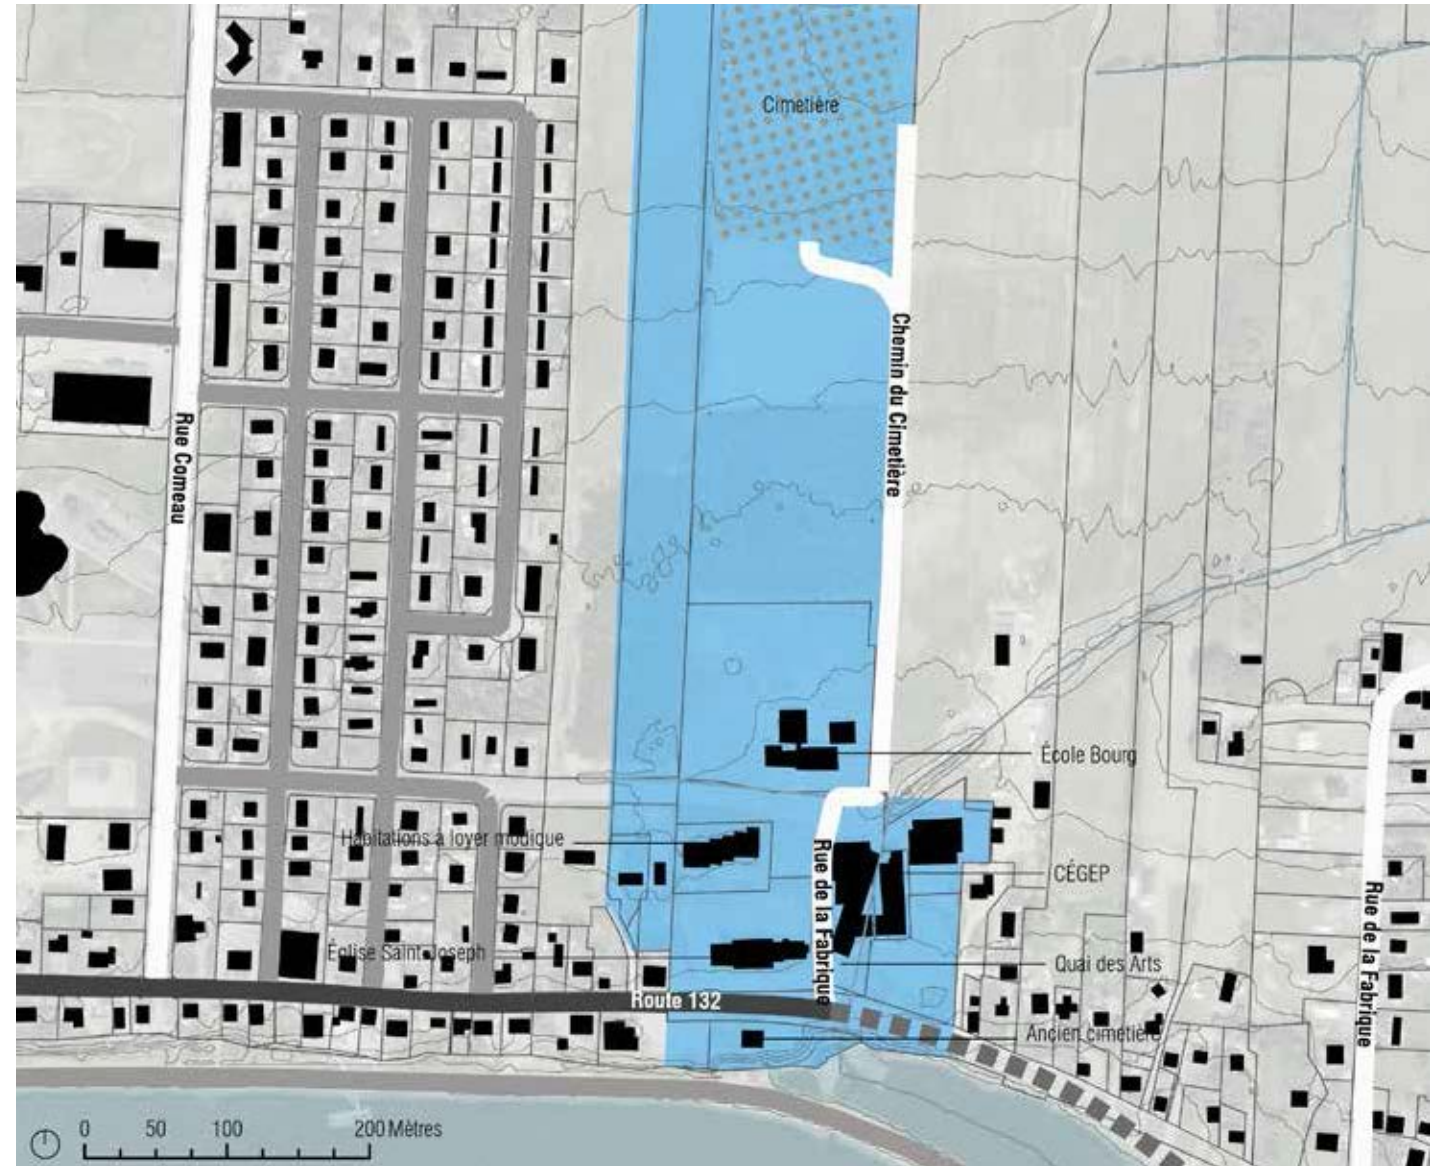 Cimetière
Chemin du Cimetière
Rue Comeau
École Bourg
Habitations à loyer modique
Rue de la Fabrique
CÉGEP
Rue de la Fabrique
Église Saint-Joseph
Quai des Arts
Route 132
Ancien cimetière
0 50 100 200 Mètres